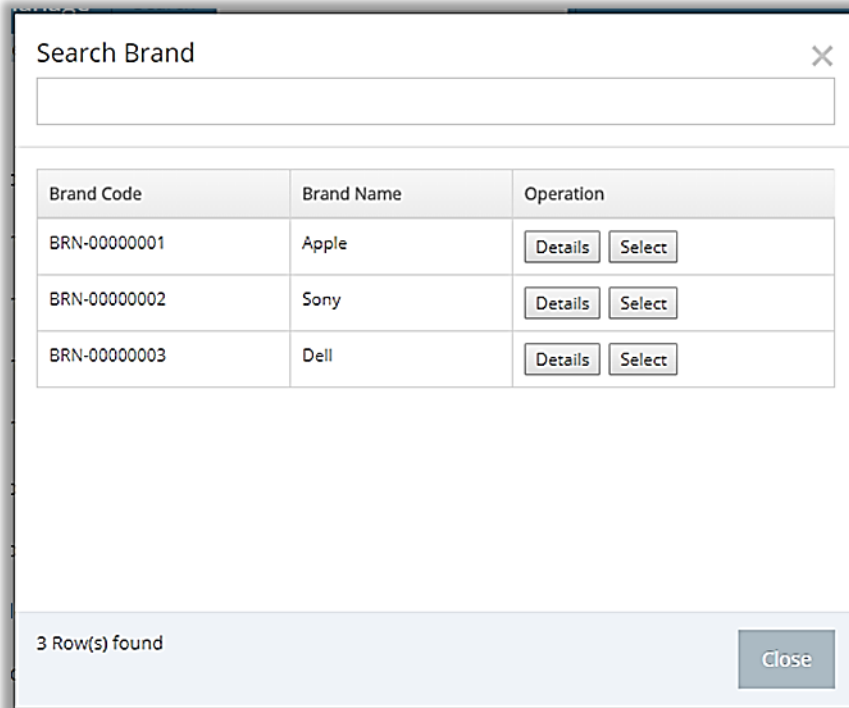 Search Brand
Brand Code Brand Name Operation
BRN-00000001 Apple Details Select
BRN-00000002 Sony Details Select
BRN-00000003 Dell Details Select
3 Row(s) found
Close